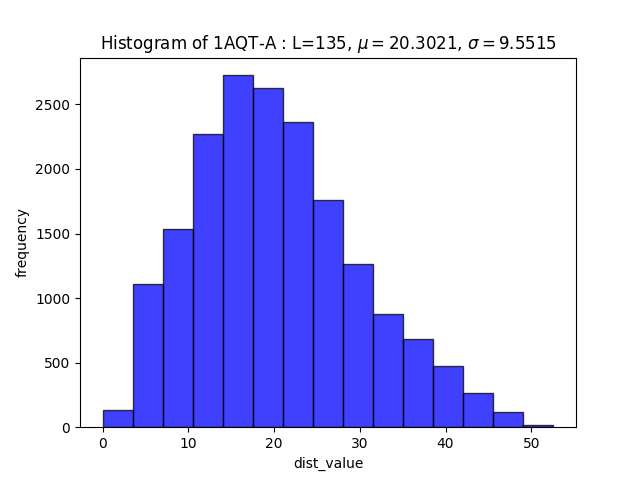 Histogram of 1AQT-A : L=135, μ = 20.3021, σ = 9.5515
frequency
2500
2000
1500
1000
500
0
0 10 20 30 40 50
dist_value